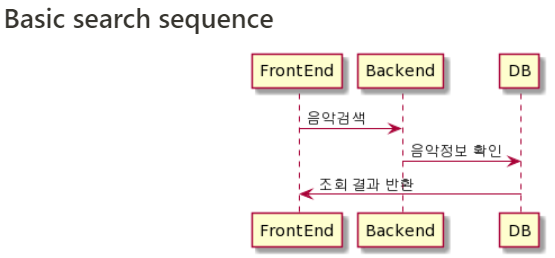 Basic search sequence
FrontEnd Backend DB
음악검색
음악정보 확인
조회 결과 반환
FrontEnd Backend DB